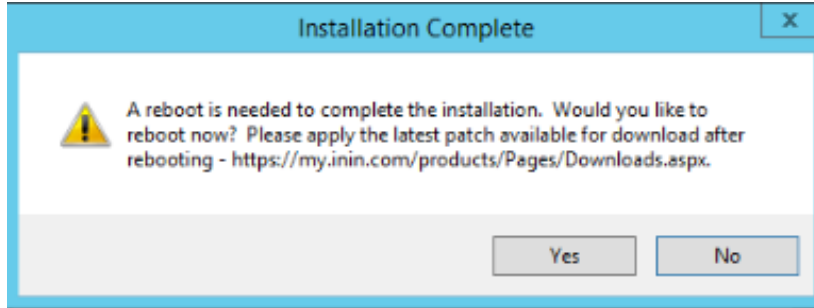 Installation Complete
x
A reboot is needed to complete the installation.  Would you like to
reboot now?  Please apply the latest patch available for download after
rebooting - https://my.inin.com/products/Pages/Downloads.aspx.
Yes
No